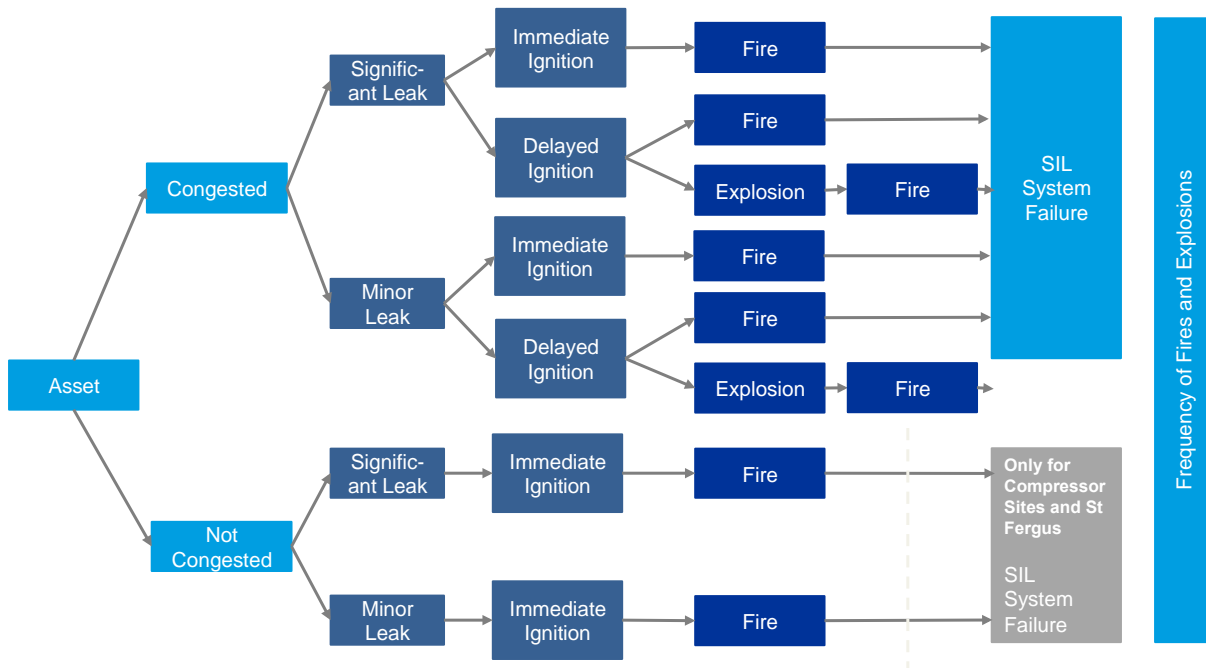 Immediate
Ignition
Fire
Signific-
ant Leak
Delayed
Ignition
Fire
Explosion
Fire
Congested
Immediate
Ignition
Fire
Minor
Leak
Delayed
Ignition
Fire
Explosion
Fire
SIL
System
Failure
Asset
Signific-
ant Leak
Immediate
Ignition
Fire
Not
Congested
Minor
Leak
Immediate
Ignition
Fire
Only for
Compressor
Sites and St
Fergus
SIL
System
Failure
Frequency of Fires and Explosions